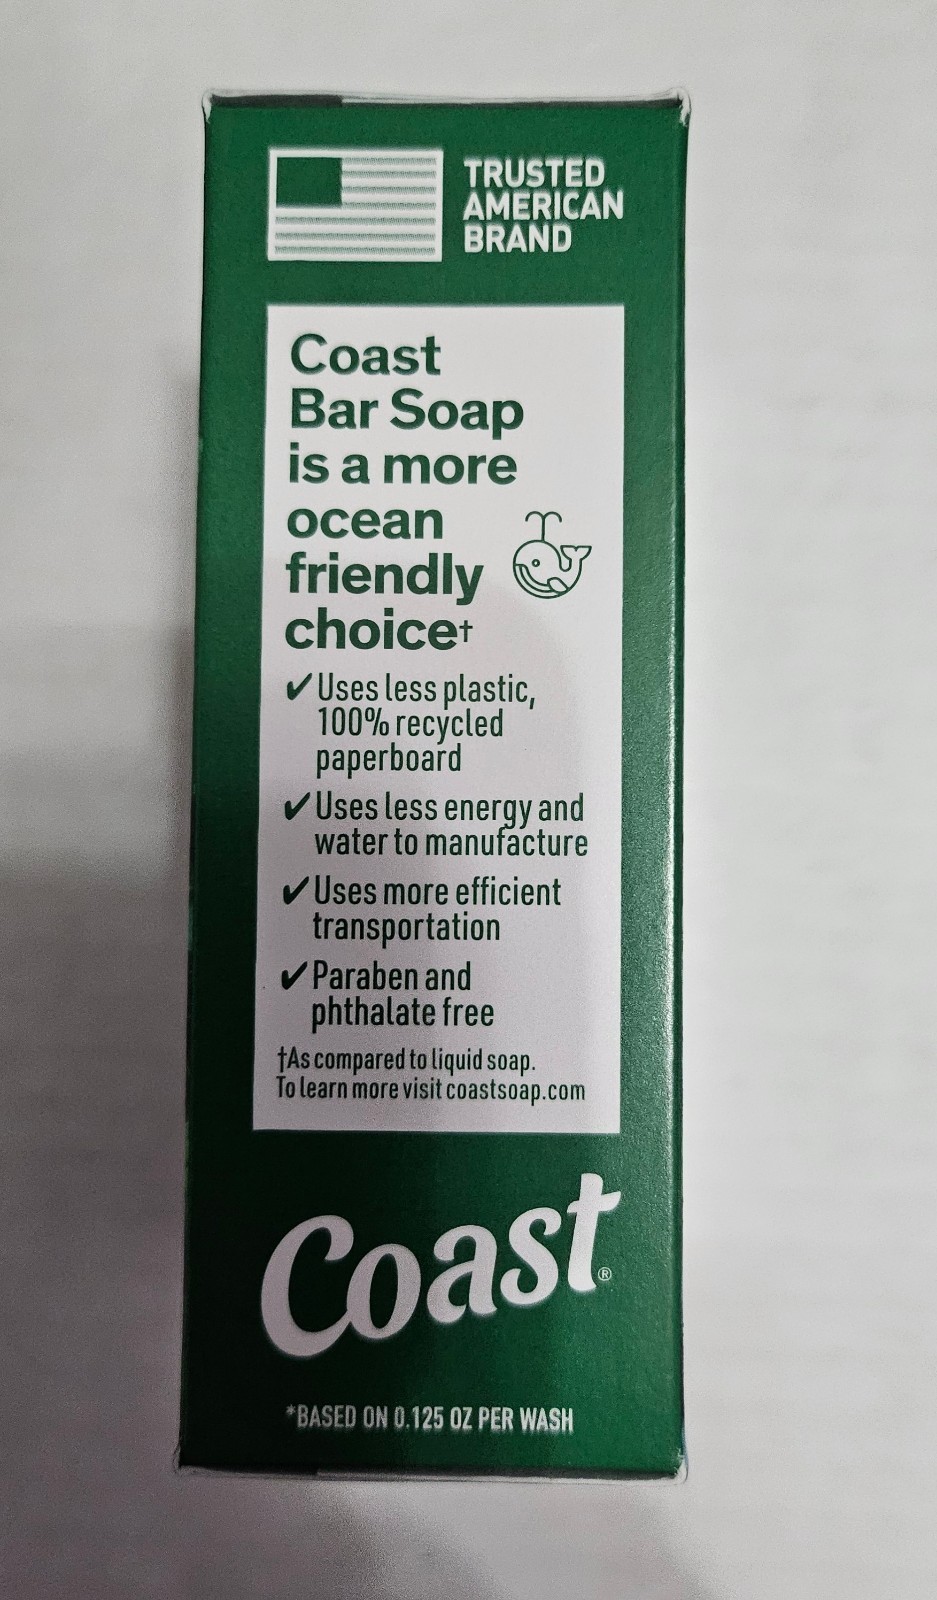 TRUSTED
AMERICAN
BRAND
Coast
Bar Soap
is a more
ocean
friendly
choice†
✔Uses less plastic,
100% recycled
paperboard
✔Uses less energy and
water to manufacture
✔Uses more efficient
transportation
✔Paraben and
phthalate free
†As compared to liquid soap.
To learn more visit coastsoap.com
Coast®
*BASED ON 0.125 OZ PER WASH